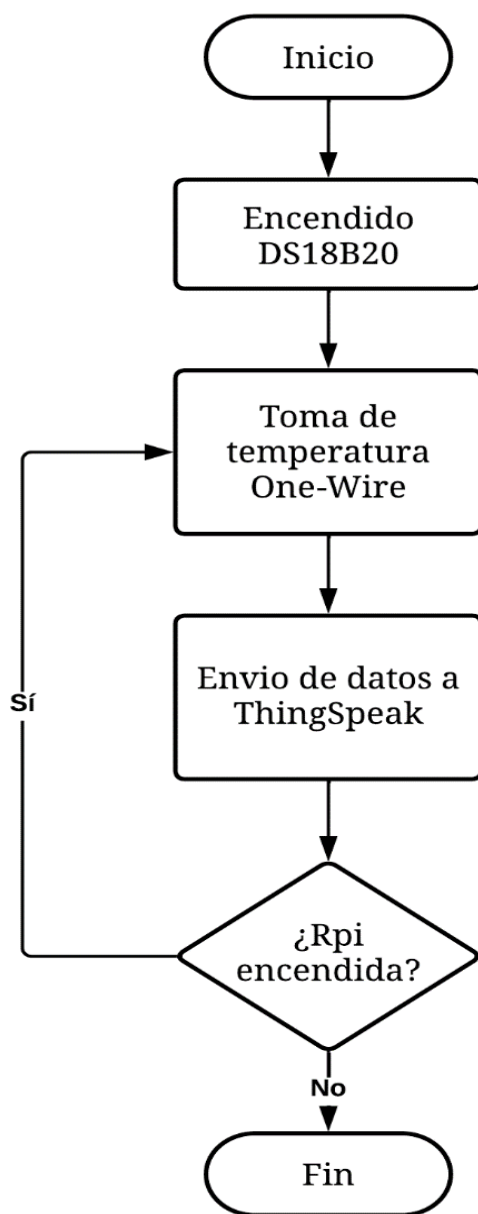 Inicio
Encendido
DS18B20
Toma de
temperatura
One-Wire
Envio de datos a
ThingSpeak
Sí
¿Rpi
encendida?
No
Fin